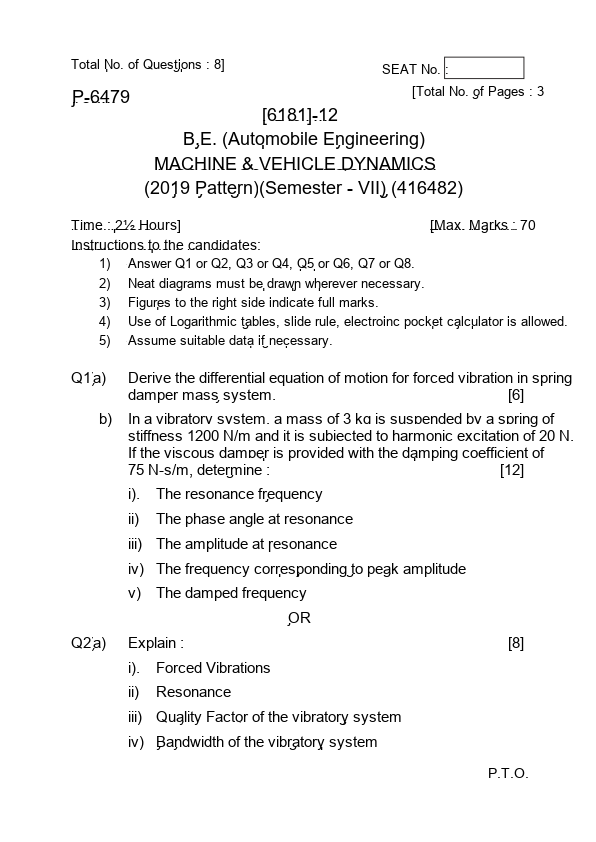 Total No. of Questions : 8]
SEAT No. :
P-6479
[Total No. of Pages : 3
[6181]-12
B.E. (Automobile Engineering)
MACHINE & VEHICLE DYNAMICS
(2019 Pattern)(Semester - VII) (416482)
Time : 2½ Hours]
[Max. Marks : 70
Instructions to the candidates:
1) Answer Q1 or Q2, Q3 or Q4, Q5 or Q6, Q7 or Q8.
2) Neat diagrams must be drawn wherever necessary.
3) Figures to the right side indicate full marks.
4) Use of Logarithmic tables, slide rule, electroinc pocket calculator is allowed.
5) Assume suitable data if necessary.
Q1 a) Derive the differential equation of motion for forced vibration in spring
damper mass system. [6]
b) In a vibratory system, a mass of 3 kg is suspended by a spring of
stiffness 1200 N/m and it is subjected to harmonic excitation of 20 N.
If the viscous damper is provided with the damping coefficient of
75 N-s/m, determine : [12]
i). The resonance frequency
ii) The phase angle at resonance
iii) The amplitude at resonance
iv) The frequency corresponding to peak amplitude
v) The damped frequency
OR
Q2 a) Explain : [8]
i). Forced Vibrations
ii) Resonance
iii) Quality Factor of the vibratory system
iv) Bandwidth of the vibratory system
P.T.O.